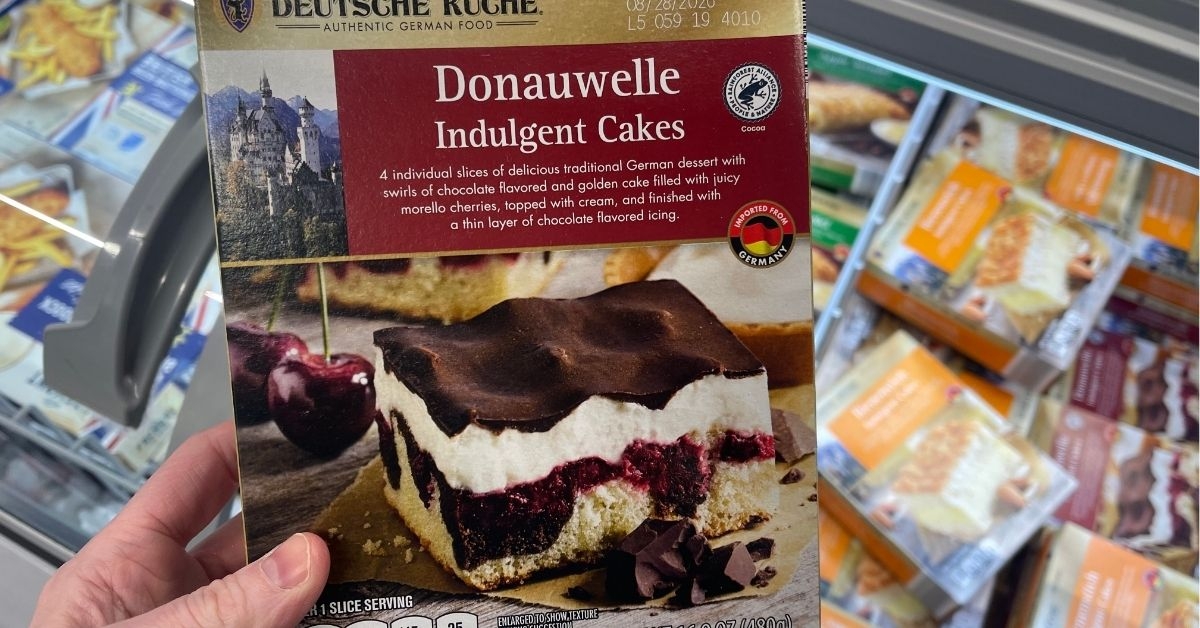 DEUTSCHE KÜCHE
AUTHENTIC GERMAN FOOD
08/28/2020
L5 059 19 4010
Donauwelle
Indulgent Cakes
RAINFOREST ALLIANCE
PEOPLE & NATURE
Cocoa
4 individual slices of delicious traditional German dessert with
swirls of chocolate flavored and golden cake filled with juicy
morello cherries, topped with cream, and finished with
a thin layer of chocolate flavored icing.
IMPORTED FROM
GERMANY
1 SLICE SERVING
ENLARGED TO SHOW TEXTURE
(480g)